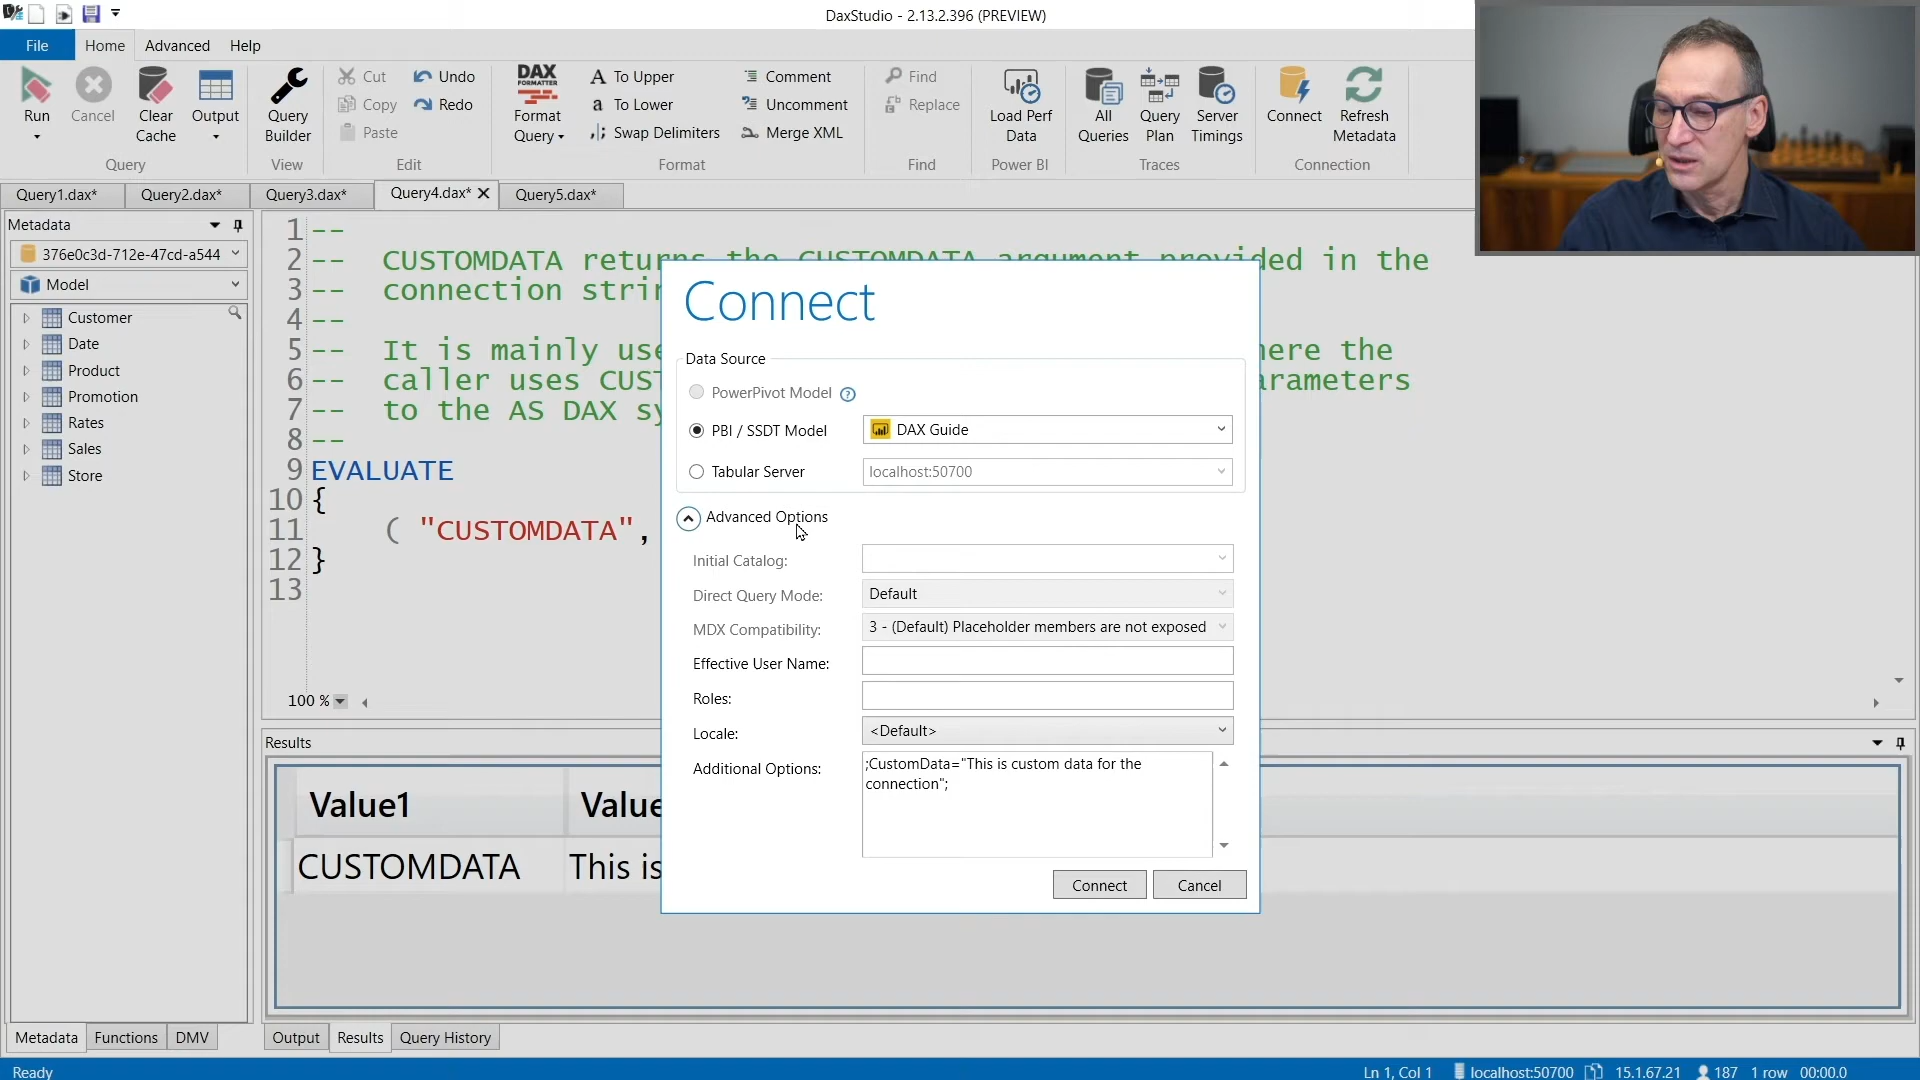 DaxStudio - 2.13.2.396 (PREVIEW)
File Home Advanced Help
Run
Cancel
Clear Cache
Output
Query
Query Builder
View
Cut
Copy
Paste
Undo
Redo
Edit
DAX FORMATTER
Format Query
To Upper
To Lower
Swap Delimiters
Comment
Uncomment
Merge XML
Format
Find
Replace
Find
Load Perf Data
Power BI
All Queries
Query Plan
Server Timings
Traces
Connect
Refresh Metadata
Connection
Query1.dax* Query2.dax* Query3.dax* Query4.dax* Query5.dax*
Metadata
376e0c3d-712e-47cd-a544
Model
Customer
Date
Product
Promotion
Rates
Sales
Store
1 --
2 -- CUSTOMDATA returns the CUSTOMDATA argument provided in the
3 -- connection
4 --
5 -- It is mainly here the
6 -- caller uses
7 -- to the AS DAX
8 --
9 EVALUATE
10 {
11 ( "CUSTOMDATA",
12 }
13
100 %
Connect
Data Source
PowerPivot Model ?
PBI / SSDT Model DAX Guide
Tabular Server localhost:50700
Advanced Options
Initial Catalog:
Direct Query Mode: Default
MDX Compatibility: 3 - (Default) Placeholder members are not exposed
Effective User Name:
Roles:
Locale: <Default>
Additional Options: ;CustomData="This is custom data for the
connection";
Connect Cancel
Results
Value1
CUSTOMDATA This is
Metadata Functions DMV
Output Results Query History
Ready Ln 1, Col 1 localhost:50700 15.1.67.21 187 1 row 00:00.0